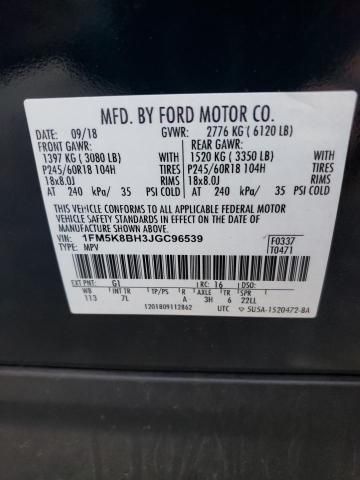 MFD. BY FORD MOTOR CO.
DATE: 09/18 GVWR: 2776 KG ( 6120 LB)
FRONT GAWR: REAR GAWR:
1397 KG ( 3080 LB) 1520 KG ( 3350 LB)
P245/60R18 104H TIRES P245/60R18 104H
18x8.0J RIMS 18x8.0J
AT 240 kPa/ 35 PSI COLD AT 240 kPa/ 35 PSI COLD
THIS VEHICLE CONFORMS TO ALL APPLICABLE FEDERAL MOTOR
VEHICLE SAFETY AND THEFT PREVENTION STANDARDS IN EFFECT ON THE DATE
OF MANUFACTURE SHOWN ABOVE.
VIN: 1FM5K8BH3JGC96539 F0337
TYPE: MPV T0471
EXT PNT: G1 RC: 16 DSO:
WB INT TR TP/PS R AXLE TR SPR
113 7L A 3H 6 22LL
1201809112862 UTC 5U5A-1520472-BA